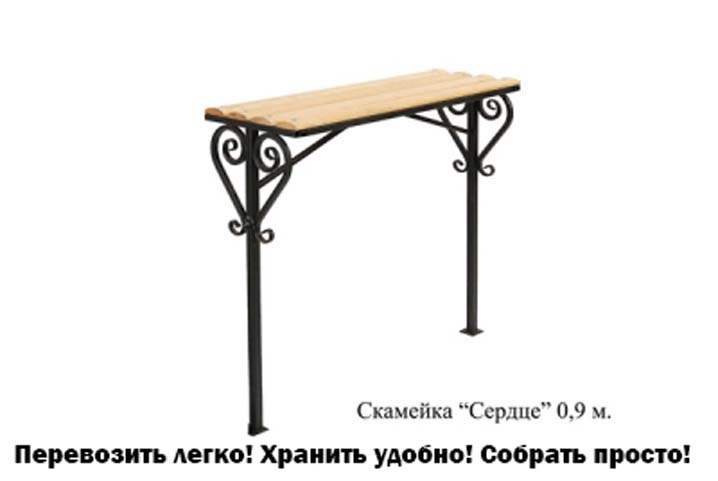 Скамейка “Сердце” 0,9 м.
Перевозить легко! Хранить удобно! Собрать просто!